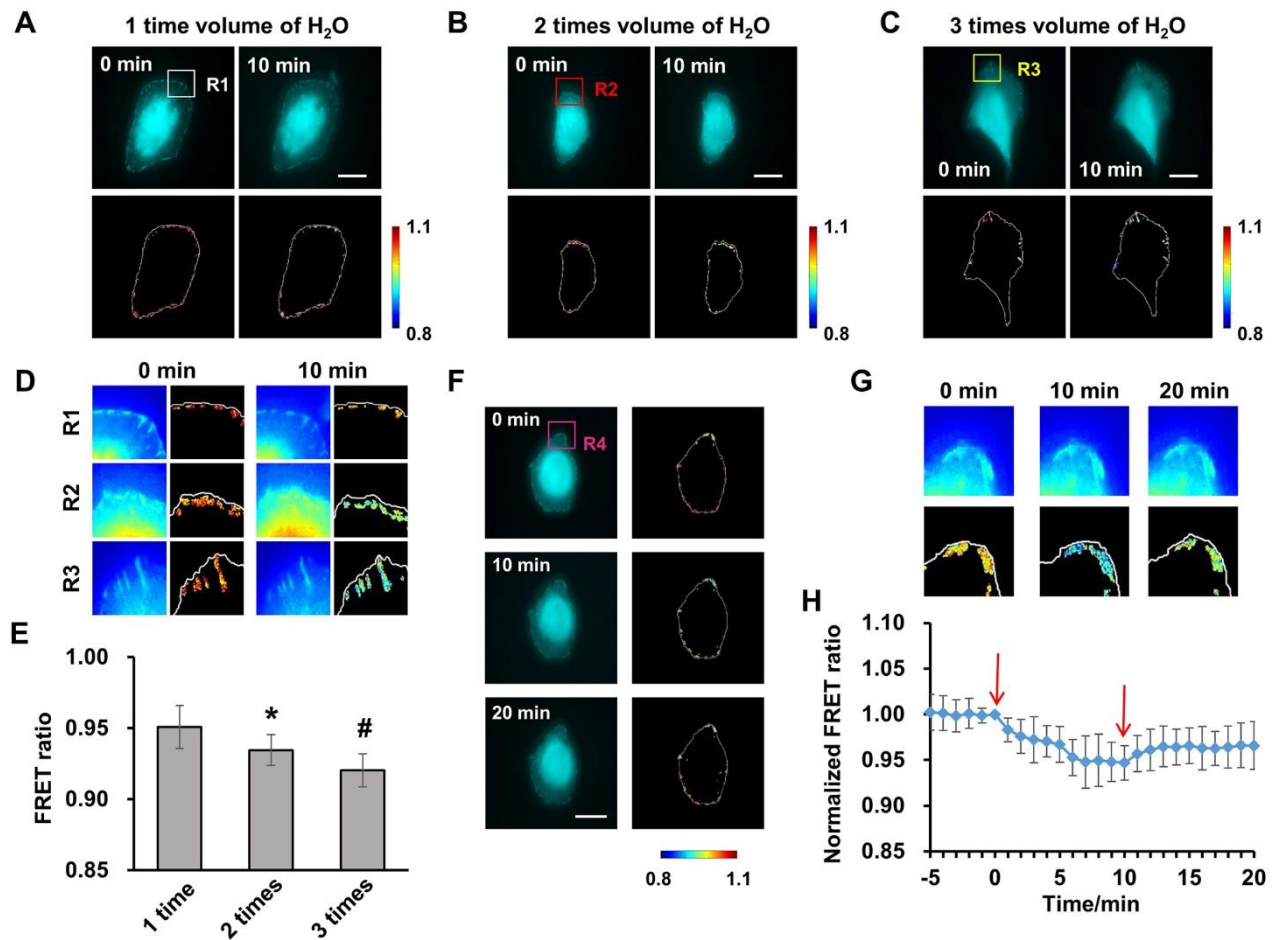 A 1 time volume of H₂O
0 min
R1
10 min
1.1
0.8
B 2 times volume of H₂O
0 min
R2
10 min
1.1
0.8
C 3 times volume of H₂O
R3
0 min
10 min
1.1
0.8
D 0 min 10 min
R1
R2
R3
E
FRET ratio
1.00
0.95
0.90
0.85
*
#
1 time
2 times
3 times
F
0 min
R4
10 min
20 min
0.8 1.1
G
0 min 10 min 20 min
H
Normalized FRET ratio
1.10
1.05
1.00
0.95
0.90
0.85
-5 0 5 10 15 20
Time/min